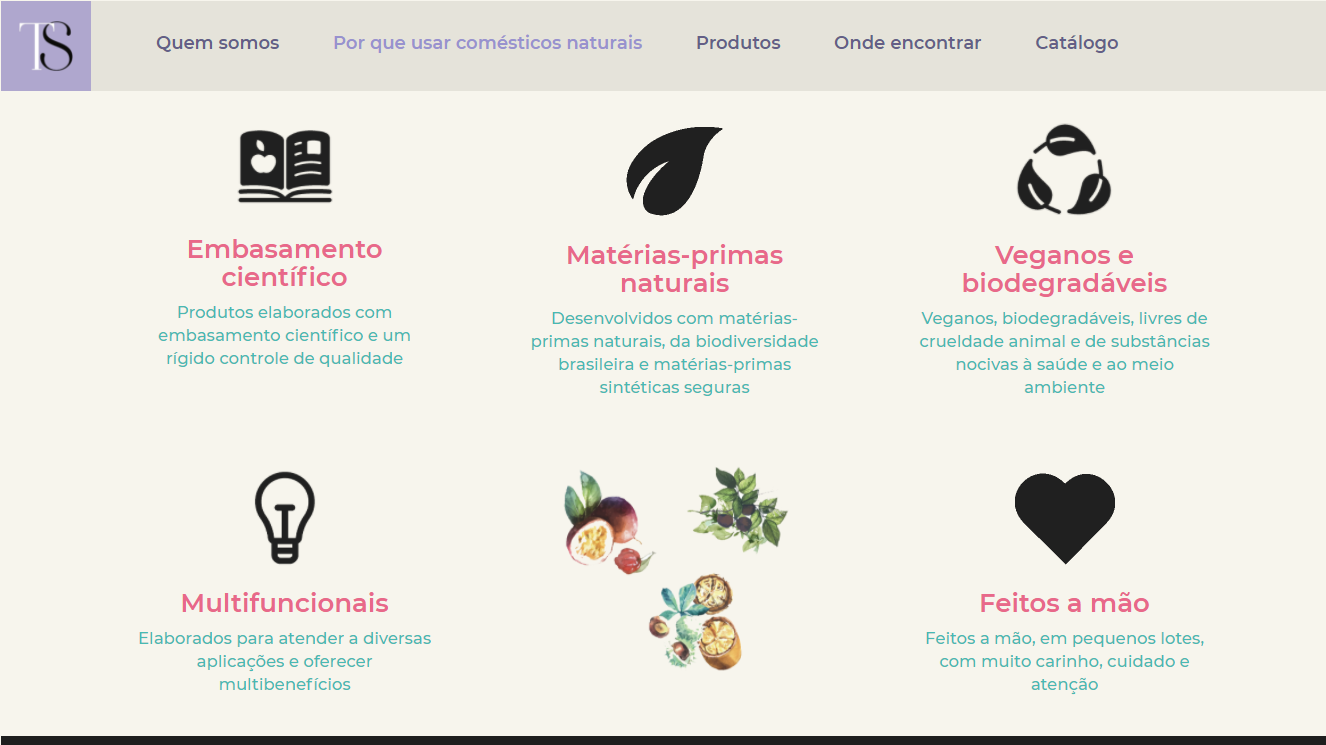 TS
Quem somos
Por que usar comésticos naturais
Produtos
Onde encontrar
Catálogo
Embasamento
científico
Produtos elaborados com
embasamento científico e um
rígido controle de qualidade
Matérias-primas
naturais
Desenvolvidos com matérias-
primas naturais, da biodiversidade
brasileira e matérias-primas
sintéticas seguras
Veganos e
biodegradáveis
Veganos, biodegradáveis, livres de
crueldade animal e de substâncias
nocivas à saúde e ao meio
ambiente
Multifuncionais
Elaborados para atender a diversas
aplicações e oferecer
multibenefícios
Feitos a mão
Feitos a mão, em pequenos lotes,
com muito carinho, cuidado e
atenção